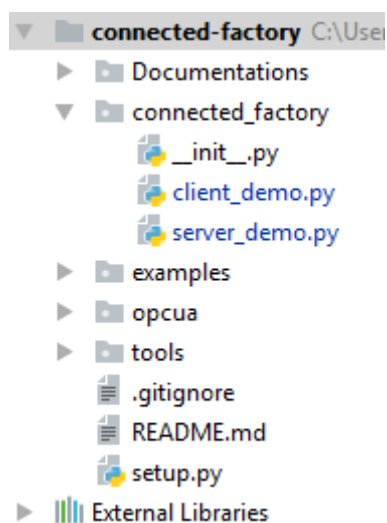 connected-factory C:\User
Documentations
connected_factory
__init__.py
client_demo.py
server_demo.py
examples
opcua
tools
.gitignore
README.md
setup.py
External Libraries